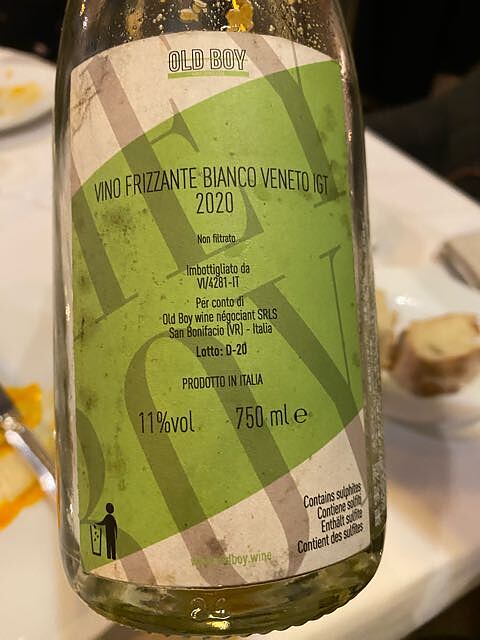 OLD BOY
HEY
BOY
VINO FRIZZANTE BIANCO VENETO IGT
2020
Non filtrato
Imbottigliato da
VI/4281-IT
Per conto di
Old Boy wine négociant SRLS
San Bonifacio (VR) - Italia
Lotto: D-20
PRODOTTO IN ITALIA
11%vol 750 ml e
Contains sulphites
Contiene solfiti
Enthält sulfite
Contient des sulfites